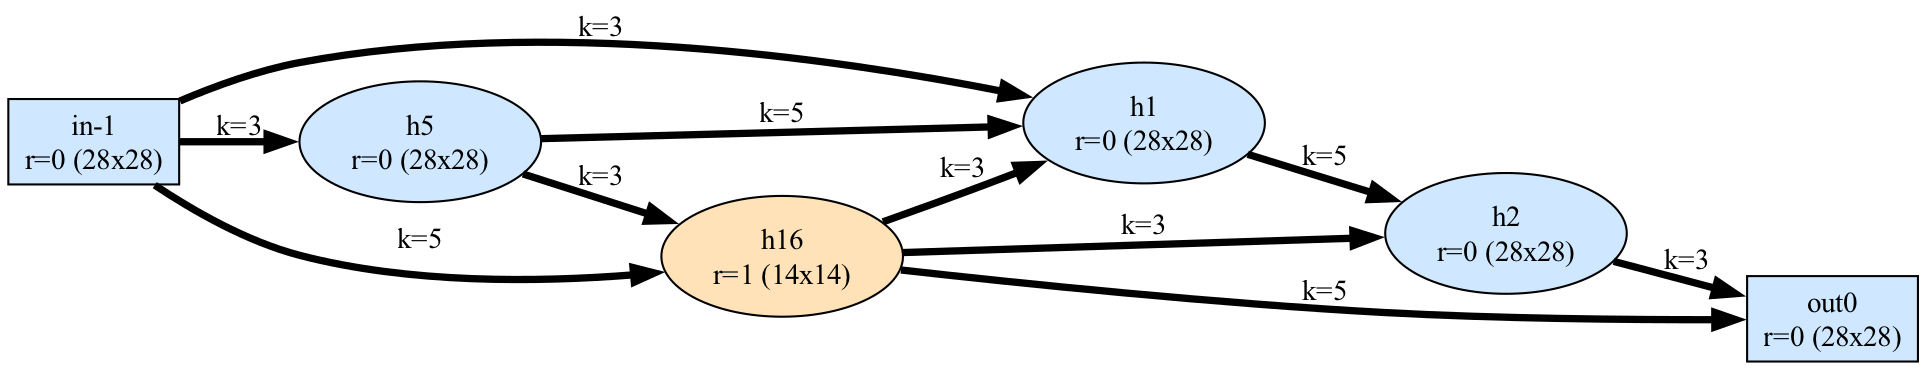 k=3
in-1
r=0 (28x28)
k=3
k=5
h5
r=0 (28x28)
k=5
k=3
h16
r=1 (14x14)
k=3
k=3
k=5
h1
r=0 (28x28)
k=5
h2
r=0 (28x28)
k=3
out0
r=0 (28x28)